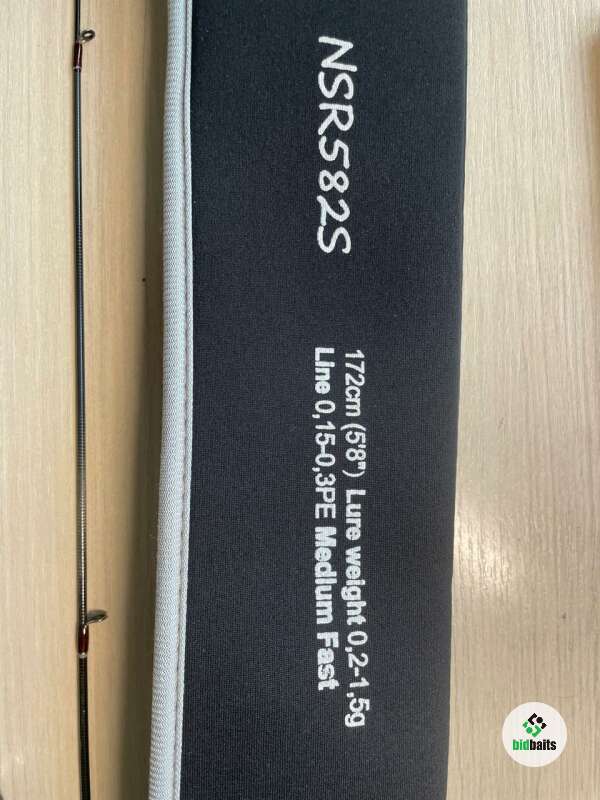 NSR582S
172cm (5'8") Lure weight 0,2-1,5g
Line 0,15-0,3PE Medium Fast
bidbaits